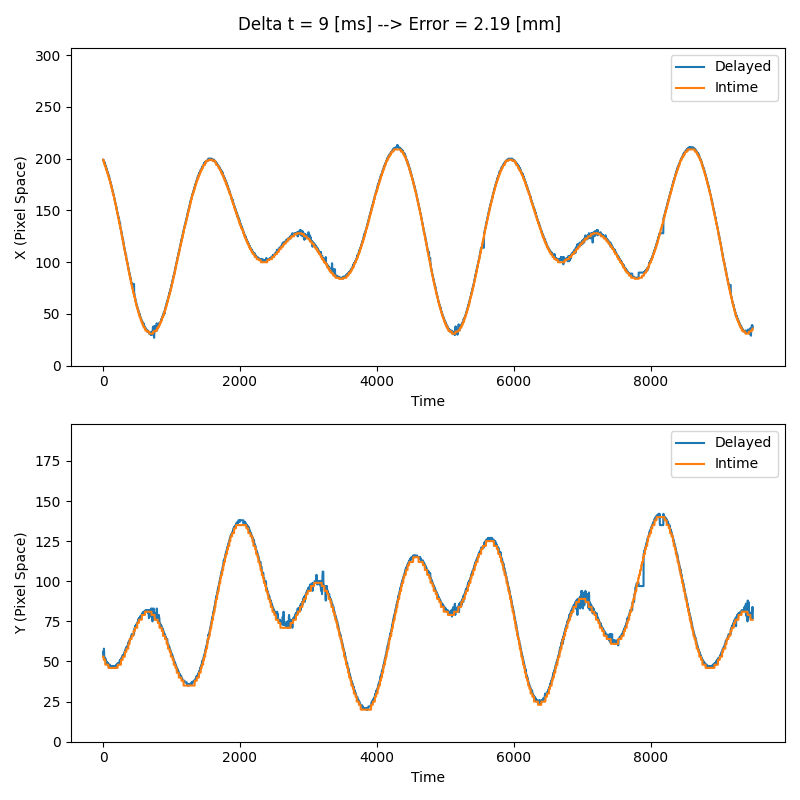 Delta t = 9 [ms] --> Error = 2.19 [mm]
300
250
200
150
100
50
0
X (Pixel Space)
0 2000 4000 6000 8000
Time
Delayed
Intime
175
150
125
100
75
50
25
0
Y (Pixel Space)
0 2000 4000 6000 8000
Time
Delayed
Intime